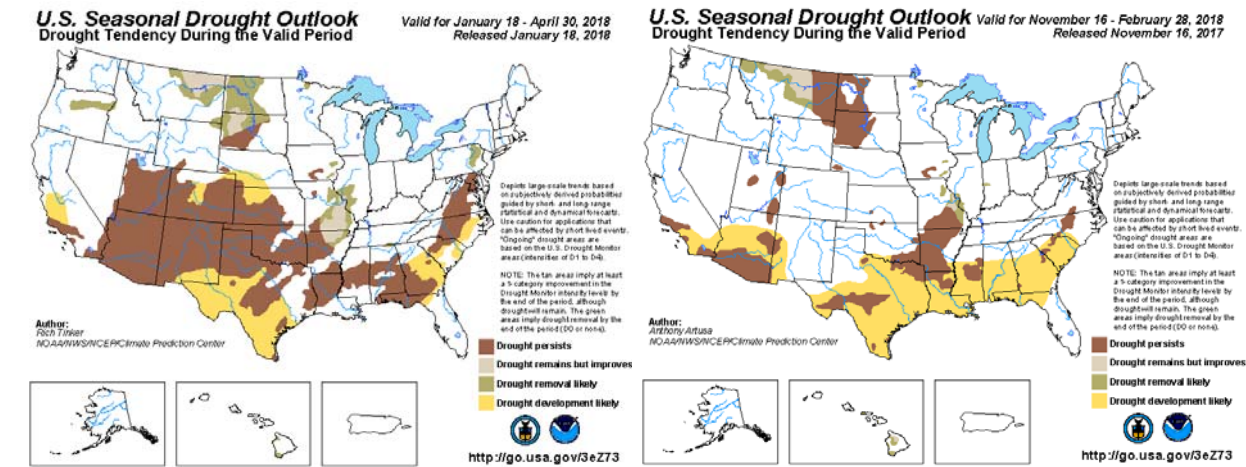 U.S. Seasonal Drought Outlook
Drought Tendency During the Valid Period
Valid for January 18 - April 30, 2018
Released January 18, 2018
Depicts large-scale trends based
on subjectively derived probabilities
guided by short- and long-range
statistical and dynamical forecasts.
Use caution for applications that
can be affected by short lived events.
"Ongoing" drought areas are
based on the U.S. Drought Monitor
areas (intensities of D1 to D4).
NOTE: The tan areas imply at least
a 1-category improvement in the
Drought Monitor intensity levels by
the end of the period, although
drought will remain. The green
areas imply drought removal by the
end of the period (D0 or none).
Author:
Rich Tinker
NOAA/NWS/NCEP/Climate Prediction Center
Drought persists
Drought remains but improves
Drought removal likely
Drought development likely
http://go.usa.gov/3eZ73
U.S. Seasonal Drought Outlook
Drought Tendency During the Valid Period
Valid for November 16 - February 28, 2018
Released November 16, 2017
Depicts large-scale trends based
on subjectively derived probabilities
guided by short- and long-range
statistical and dynamical forecasts.
Use caution for applications that
can be affected by short lived events.
"Ongoing" drought areas are
based on the U.S. Drought Monitor
areas (intensities of D1 to D4).
NOTE: The tan areas imply at least
a 1-category improvement in the
Drought Monitor intensity levels by
the end of the period, although
drought will remain. The green
areas imply drought removal by the
end of the period (D0 or none).
Author:
Anthony Artusa
NOAA/NWS/NCEP/Climate Prediction Center
Drought persists
Drought remains but improves
Drought removal likely
Drought development likely
http://go.usa.gov/3eZ73